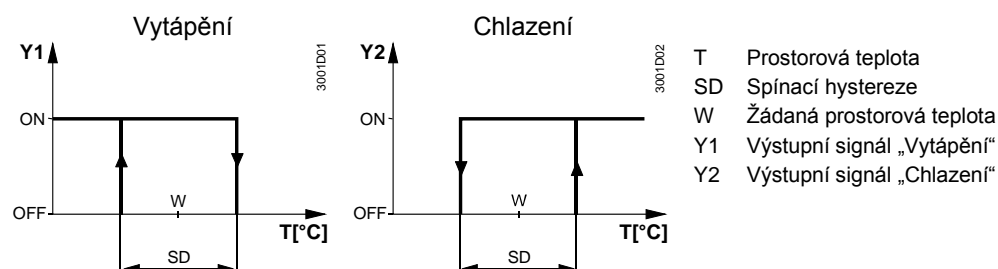 Vytápění
Y1
3001D01
ON
OFF
W
T[°C]
SD
Chlazení
Y2
3001D02
ON
OFF
W
T[°C]
SD
T Prostorová teplota
SD Spínací hystereze
W Žádaná prostorová teplota
Y1 Výstupní signál „Vytápění“
Y2 Výstupní signál „Chlazení“